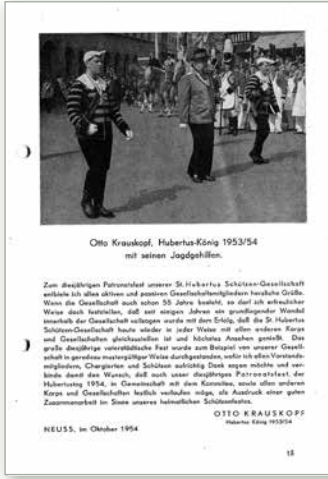 Otto Krauskopf, Hubertus-König 1953/54
mit seinen Jagdgehilfen.
Zum diesjährigen Patronatsfest unserer St. Hubertus Schützen-Gesellschaft
entbiete ich allen aktiven und passiven Gesellschaftsmitgliedern herzliche Grüße.
Wenn die Gesellschaft auch schon 55 Jahre besteht, so darf ich erfreulicher
Weise doch feststellen, daß seit einigen Jahren ein grundlegender Wandel
innerhalb der Gesellschaft vollzogen wurde mit dem Erfolg, daß die St. Hubertus
Schützen-Gesellschaft heute wieder in jeder Weise mit allen anderen Korps
und Gesellschaften gleichzustellen ist und höchstes Ansehen genießt. Das
große diesjährige vaterstädtische Fest wurde zum Beispiel von unserer Gesell-
schaft in geradezu mustergültiger Weise durchgestanden, wofür ich allen Vorstands-
mitgliedern, Chargierten und Schützen aufrichtig Dank sagen möchte und ver-
binde damit den Wunsch, daß auch unser diesjähriges Patronatsfest, der
Hubertustag 1954, in Gemeinschaft mit dem Komitee, sowie allen anderen
Korps und Gesellschaften festlich verlaufen möge, als Ausdruck einer guten
Zusammenarbeit im Sinne unseres heimatlichen Schützenfestes.
OTTO KRAUSKOPF
Hubertus König 1953/54
NEUSS, im Oktober 1954
15